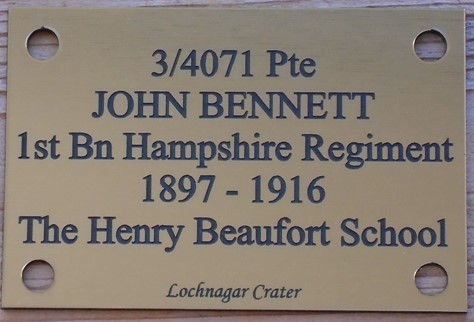 3/4071 Pte
JOHN BENNETT
1st Bn Hampshire Regiment
1897 - 1916
The Henry Beaufort School
Lochnagar Crater